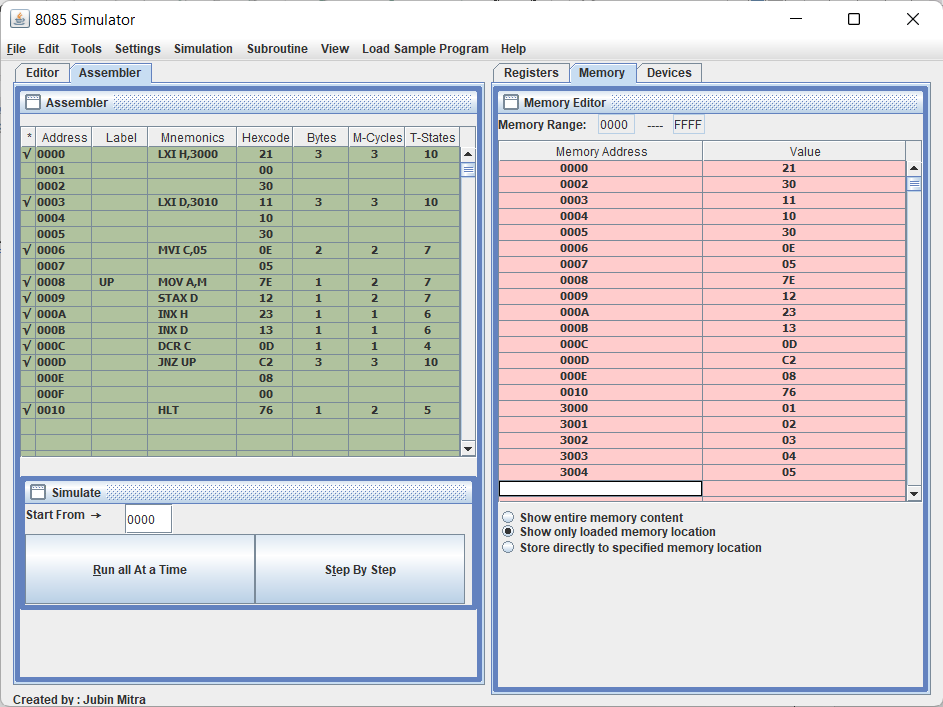 8085 Simulator
File Edit Tools Settings Simulation Subroutine View Load Sample Program Help
Editor Assembler
Assembler
* Address Label Mnemonics Hexcode Bytes M-Cycles T-States
√ 0000 LXI H,3000 21 3 3 10
0001 00
0002 30
√ 0003 LXI D,3010 11 3 3 10
0004 10
0005 30
√ 0006 MVI C,05 0E 2 2 7
0007 05
√ 0008 UP MOV A,M 7E 1 2 7
√ 0009 STAX D 12 1 2 7
√ 000A INX H 23 1 1 6
√ 000B INX D 13 1 1 6
√ 000C DCR C 0D 1 1 4
√ 000D JNZ UP C2 3 3 10
000E 08
000F 00
√ 0010 HLT 76 1 2 5
Simulate
Start From → 0000
Run all At a Time Step By Step
Created by : Jubin Mitra
Registers Memory Devices
Memory Editor
Memory Range: 0000 ---- FFFF
Memory Address Value
0000 21
0002 30
0003 11
0004 10
0005 30
0006 0E
0007 05
0008 7E
0009 12
000A 23
000B 13
000C 0D
000D C2
000E 08
0010 76
3000 01
3001 02
3002 03
3003 04
3004 05
Show entire memory content
Show only loaded memory location
Store directly to specified memory location